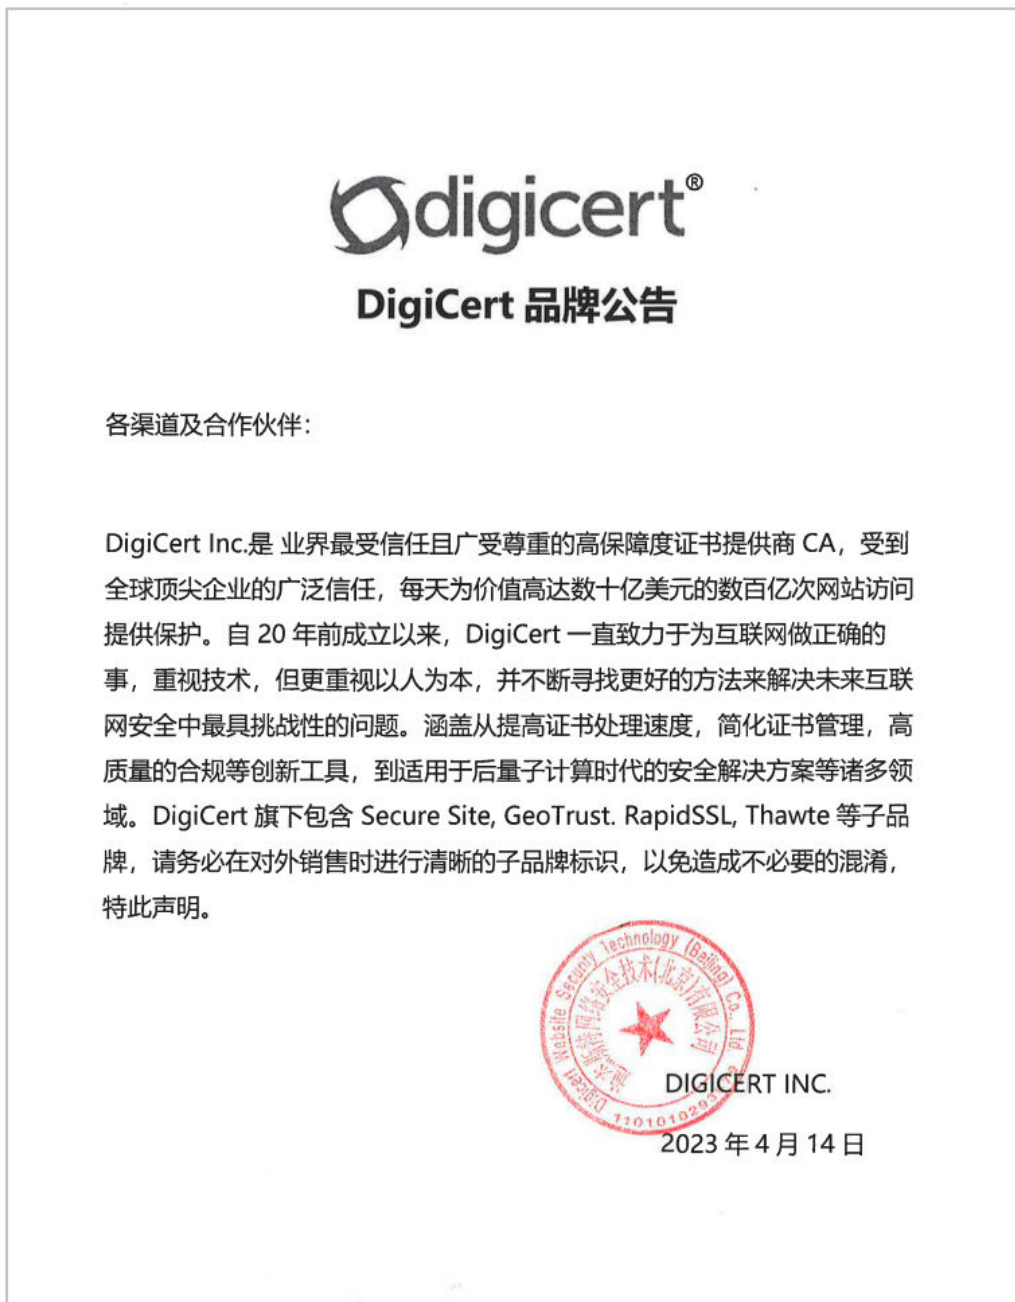 digicert®
DigiCert 品牌公告
各渠道及合作伙伴：
DigiCert Inc.是 业界最受信任且广受尊重的高保障度证书提供商 CA，受到
全球顶尖企业的广泛信任，每天为价值高达数十亿美元的数百亿次网站访问
提供保护。自 20 年前成立以来，DigiCert 一直致力于为互联网做正确的
事，重视技术，但更重视以人为本，并不断寻找更好的方法来解决未来互联
网安全中最具挑战性的问题。涵盖从提高证书处理速度，简化证书管理，高
质量的合规等创新工具，到适用于后量子计算时代的安全解决方案等诸多领
域。DigiCert 旗下包含 Secure Site, GeoTrust. RapidSSL, Thawte 等子品
牌，请务必在对外销售时进行清晰的子品牌标识，以免造成不必要的混淆，
特此声明。
Digicert Website Security Technology (Beijing) Co., Ltd.
网络安全技术(北京)有限公司
DIGICERT INC.
2023 年 4 月 14 日